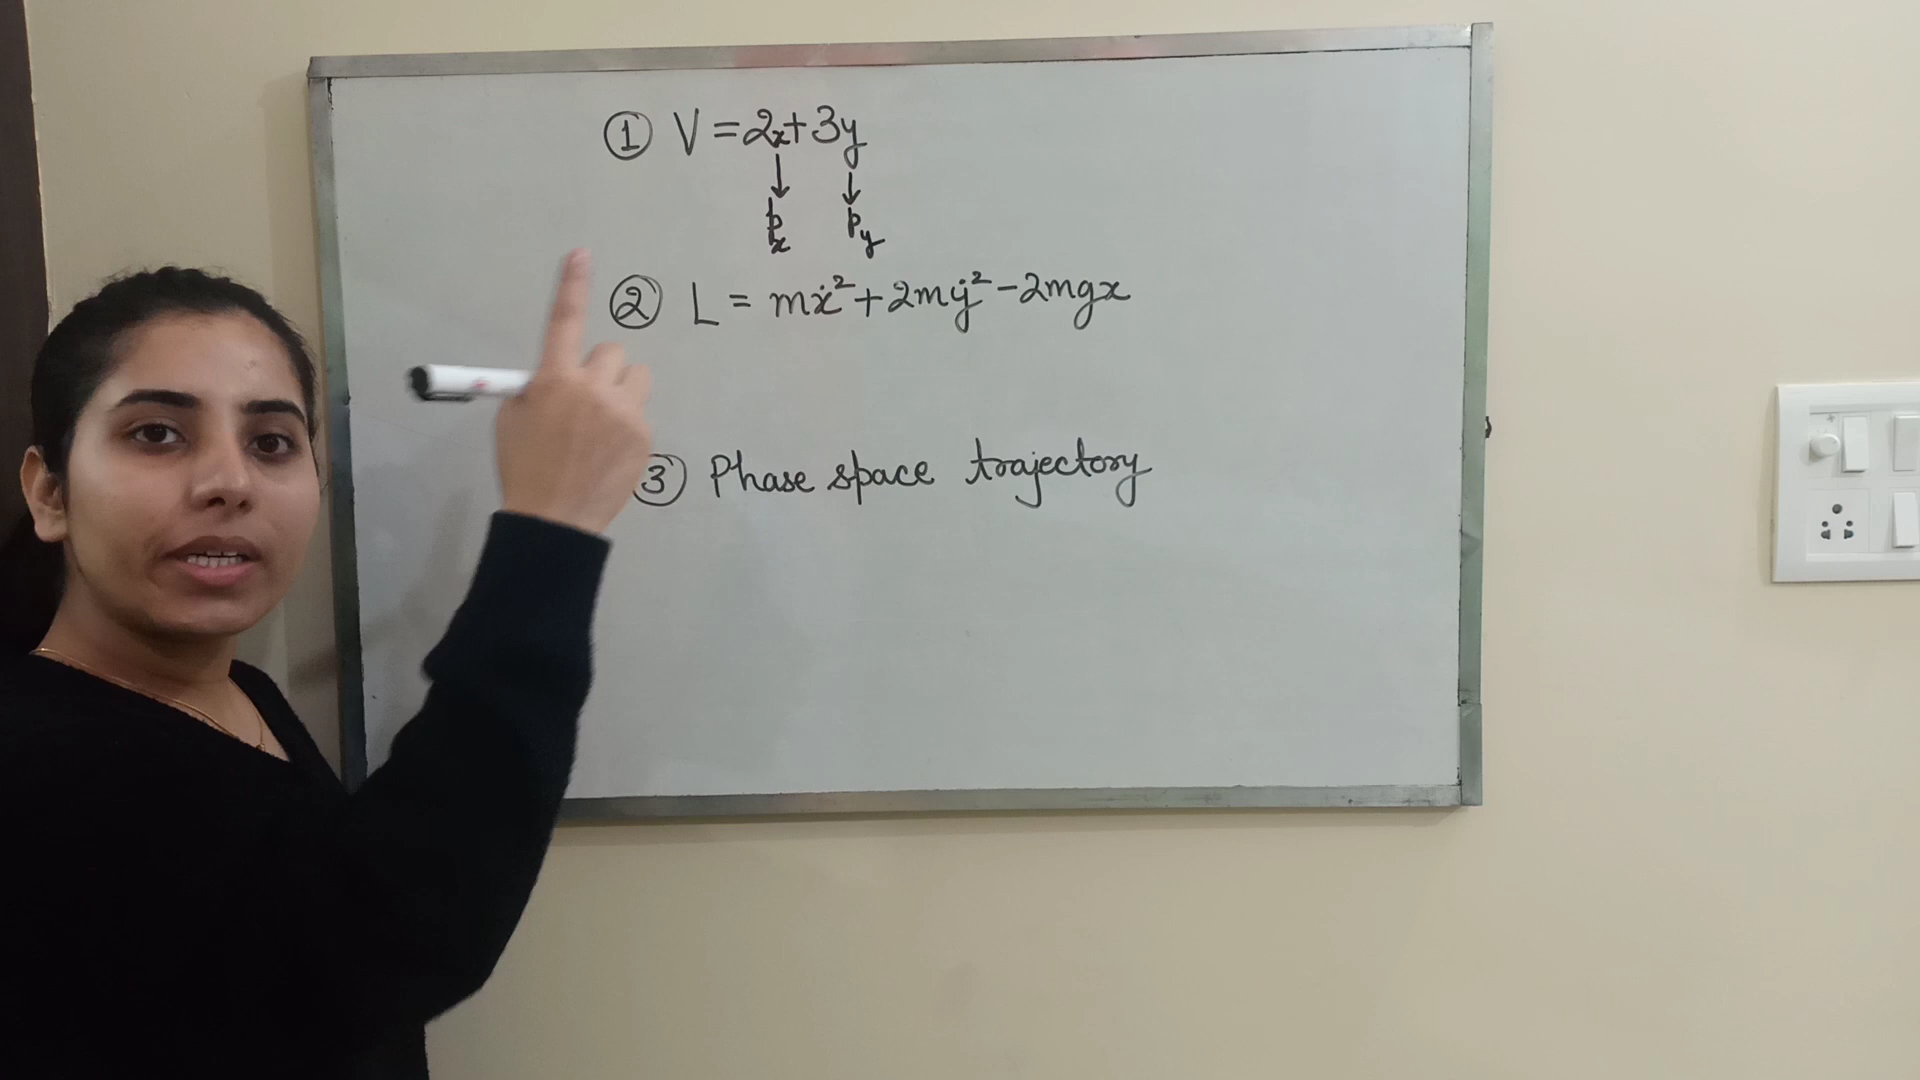 ① V = 2x + 3y
↓ ↓
pₓ p_y
② L = mẋ² + 2mẏ² - 2mgx
③ Phase space trajectory